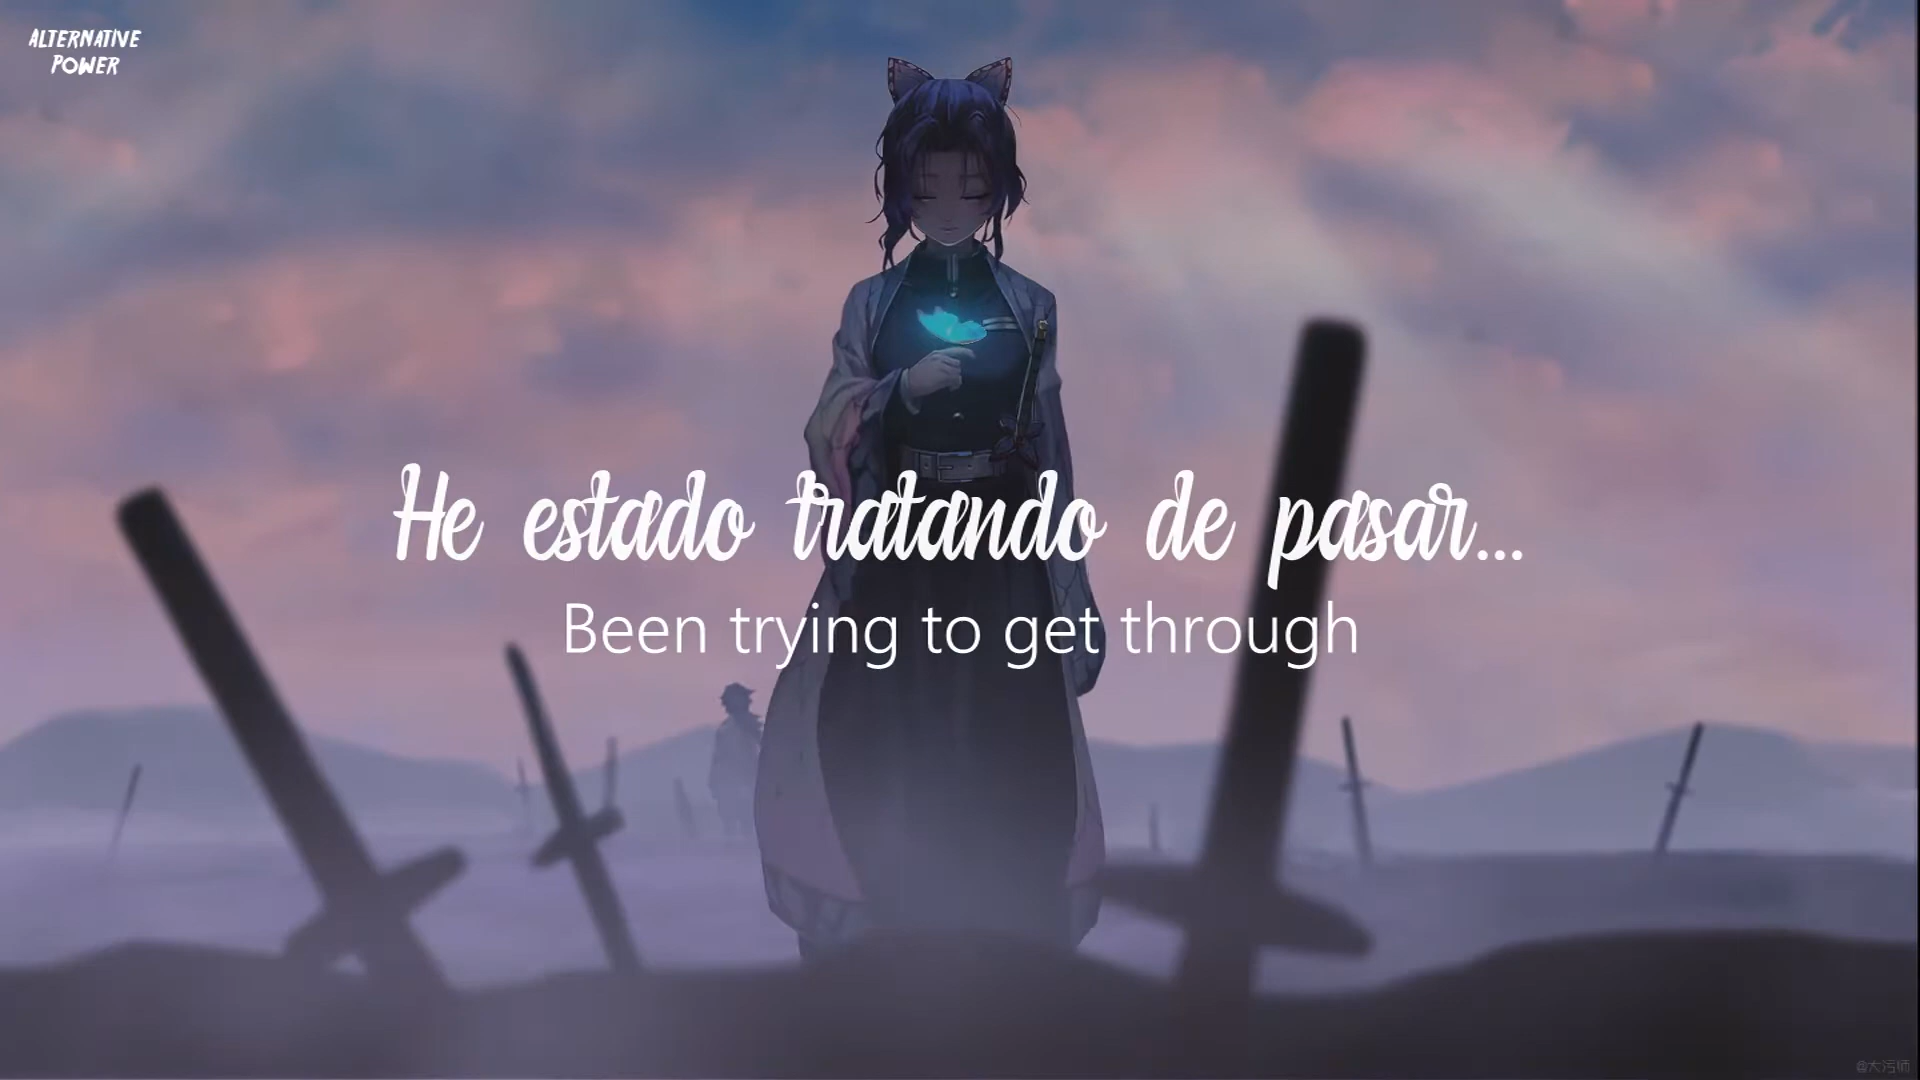 ALTERNATIVE
POWER
He estado tratando de pasar...
Been trying to get through